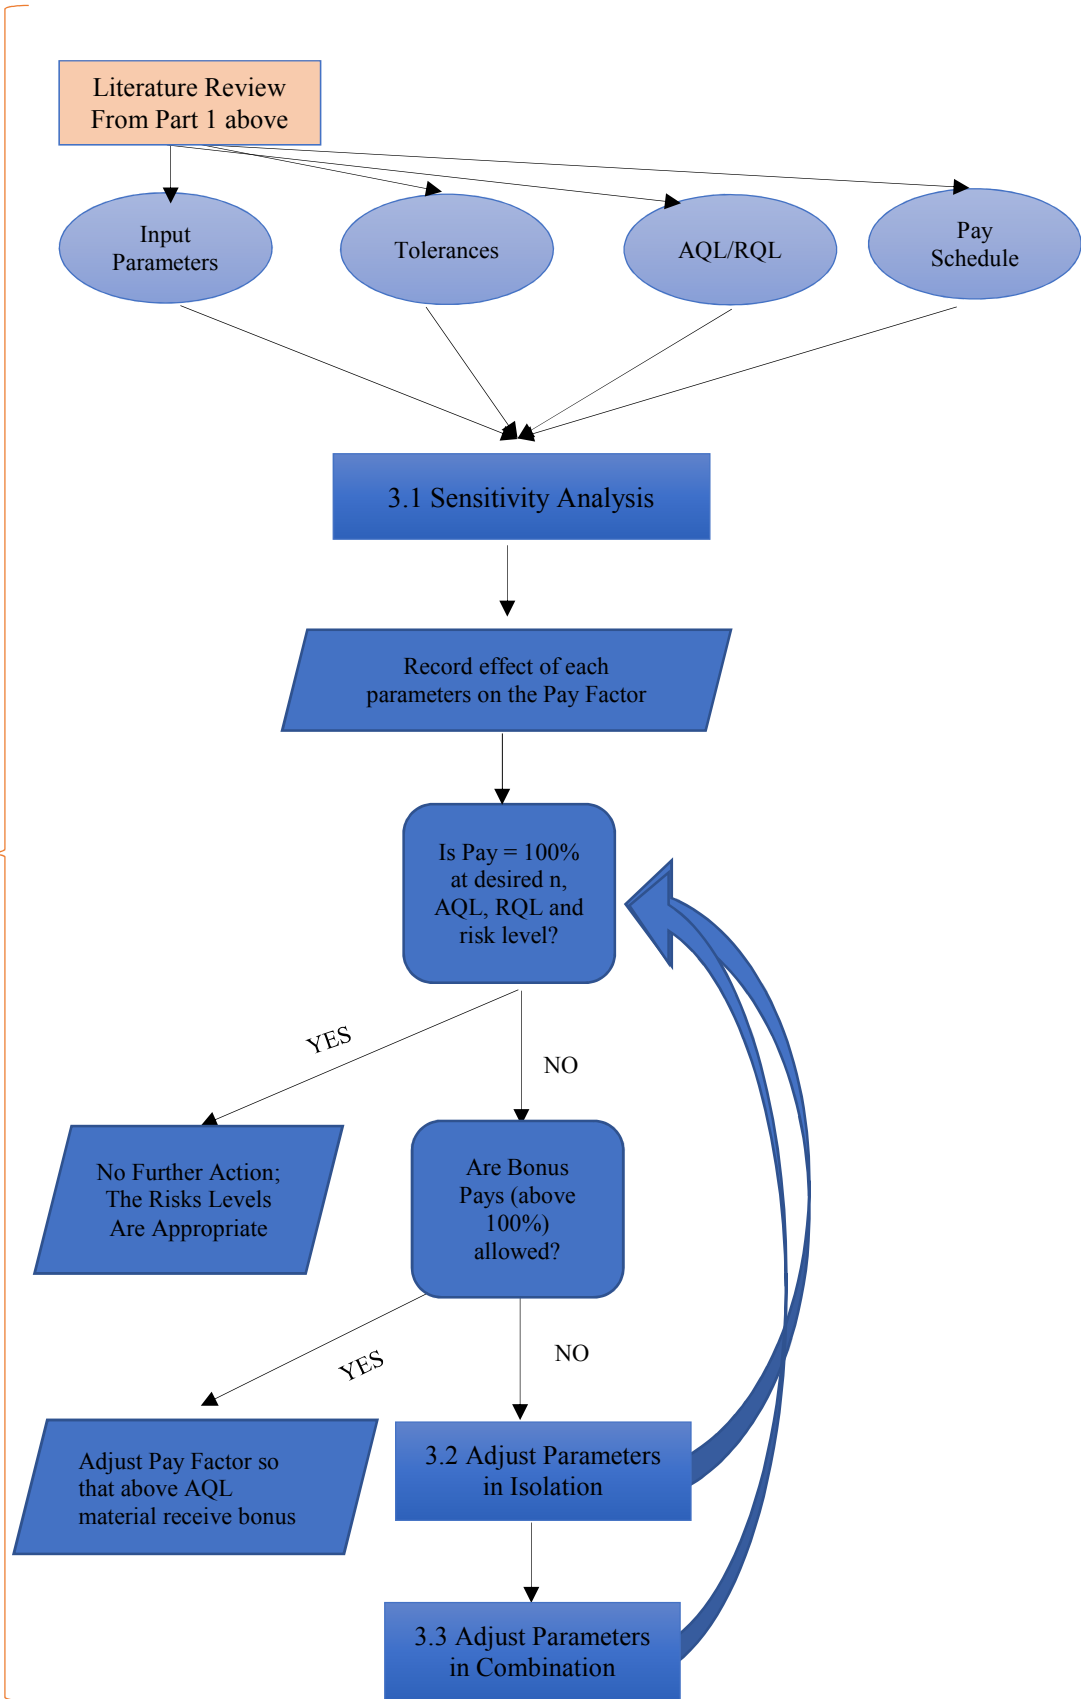 Literature Review
From Part 1 above
Input
Parameters
Tolerances
AQL/RQL
Pay
Schedule
3.1 Sensitivity Analysis
Record effect of each
parameters on the Pay Factor
Is Pay = 100%
at desired n,
AQL, RQL and
risk level?
YES
NO
No Further Action;
The Risks Levels
Are Appropriate
Are Bonus
Pays (above
100%)
allowed?
YES
NO
Adjust Pay Factor so
that above AQL
material receive bonus
3.2 Adjust Parameters
in Isolation
3.3 Adjust Parameters
in Combination